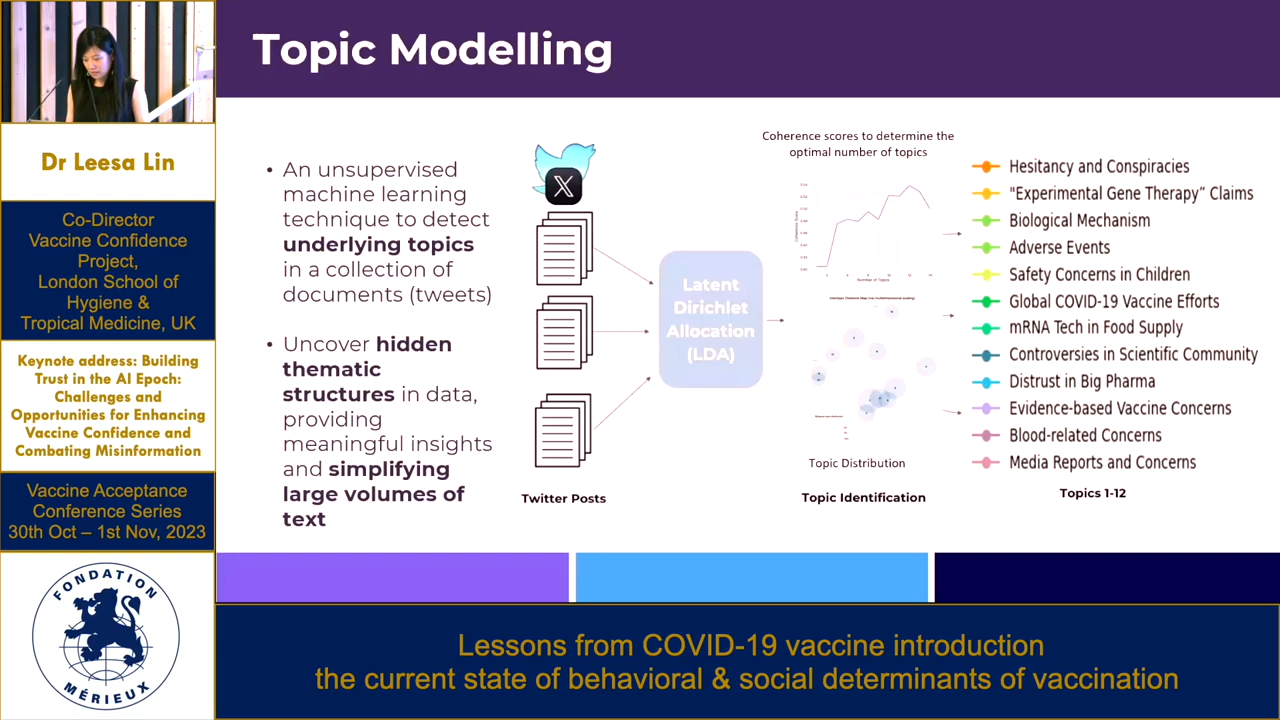 Topic Modelling
Dr Leesa Lin
Co-Director
Vaccine Confidence
Project,
London School of
Hygiene &
Tropical Medicine, UK
Keynote address: Building
Trust in the AI Epoch:
Challenges and
Opportunities for Enhancing
Vaccine Confidence and
Combating Misinformation
Vaccine Acceptance
Conference Series
30th Oct – 1st Nov, 2023
FONDATION
MÉRIEUX
• An unsupervised
machine learning
technique to detect
underlying topics
in a collection of
documents (tweets)
• Uncover hidden
thematic
structures in data,
providing
meaningful insights
and simplifying
large volumes of
text
X
Twitter Posts
Latent
Dirichlet
Allocation
(LDA)
Coherence scores to determine the
optimal number of topics
Coherence Score
Number of Topics
Topic Distribution
Topic Identification
Hesitancy and Conspiracies
"Experimental Gene Therapy” Claims
Biological Mechanism
Adverse Events
Safety Concerns in Children
Global COVID-19 Vaccine Efforts
mRNA Tech in Food Supply
Controversies in Scientific Community
Distrust in Big Pharma
Evidence-based Vaccine Concerns
Blood-related Concerns
Media Reports and Concerns
Topics 1-12
Lessons from COVID-19 vaccine introduction
the current state of behavioral & social determinants of vaccination